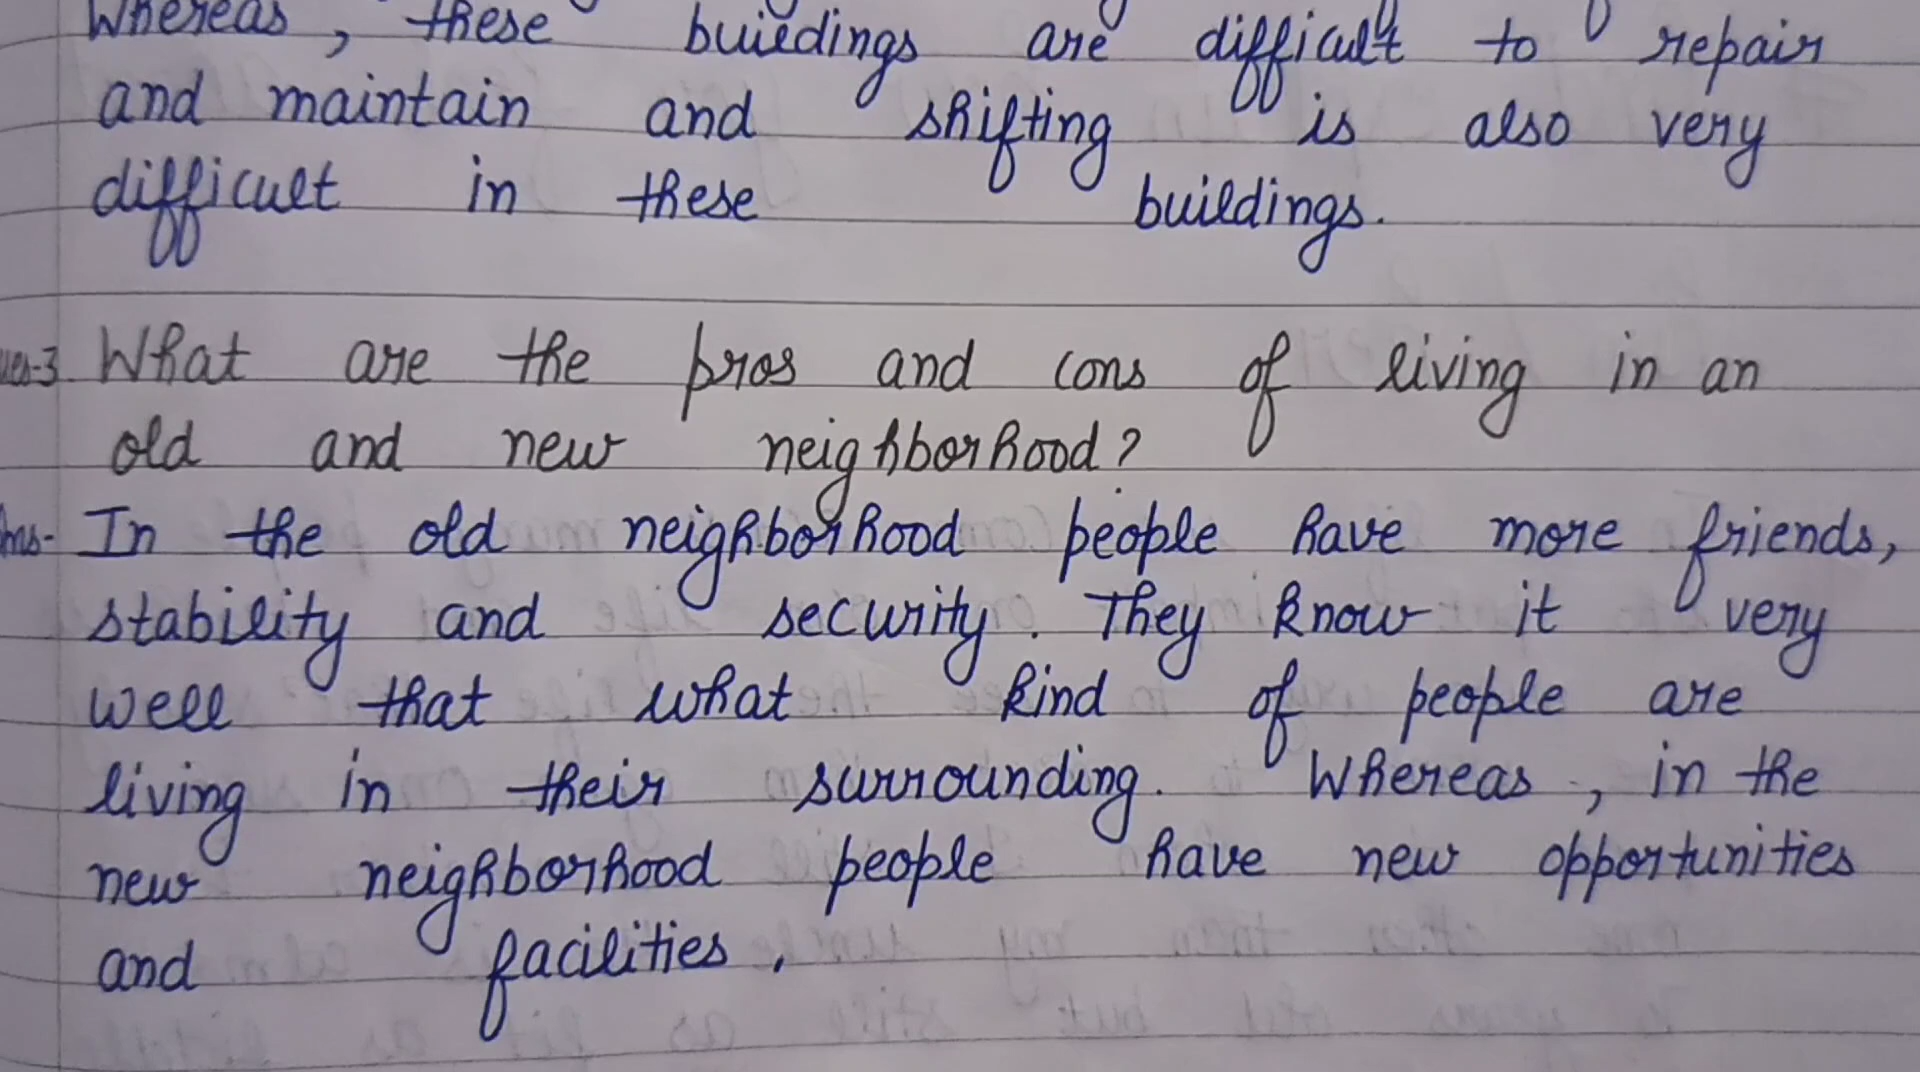 Whereas, these buildings are difficult to repair
and maintain and shifting is also very
difficult in these buildings.
Ques-3 What are the pros and cons of living in an
old and new neighborhood?
Ans- In the old neighborhood people have more friends,
stability and security. They know it very
well that what kind of people are
living in their surrounding. Whereas, in the
new neighborhood people have new opportunities
and facilities.